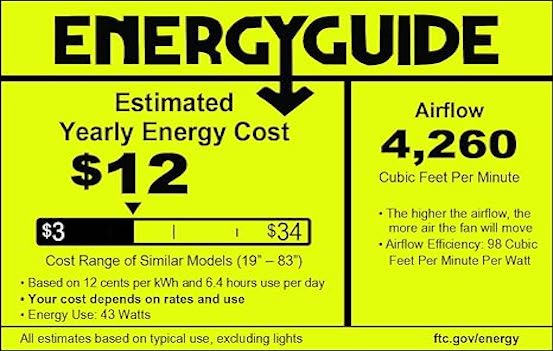 ENERGYGUIDE
Estimated
Yearly Energy Cost
$12
$3
$34
Cost Range of Similar Models (19" – 83")
• Based on 12 cents per kWh and 6.4 hours use per day
• Your cost depends on rates and use
• Energy Use: 43 Watts
Airflow
4,260
Cubic Feet Per Minute
• The higher the airflow, the
more air the fan will move
• Airflow Efficiency: 98 Cubic
Feet Per Minute Per Watt
All estimates based on typical use, excluding lights
ftc.gov/energy